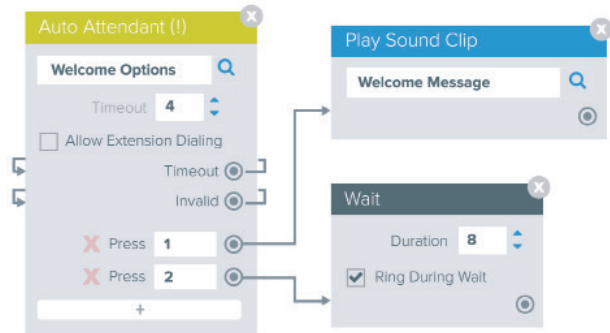 Auto Attendant (!)
Welcome Options
Timeout 4
Allow Extension Dialing
Timeout
Invalid
X Press 1
X Press 2
+
Play Sound Clip
Welcome Message
Wait
Duration 8
Ring During Wait